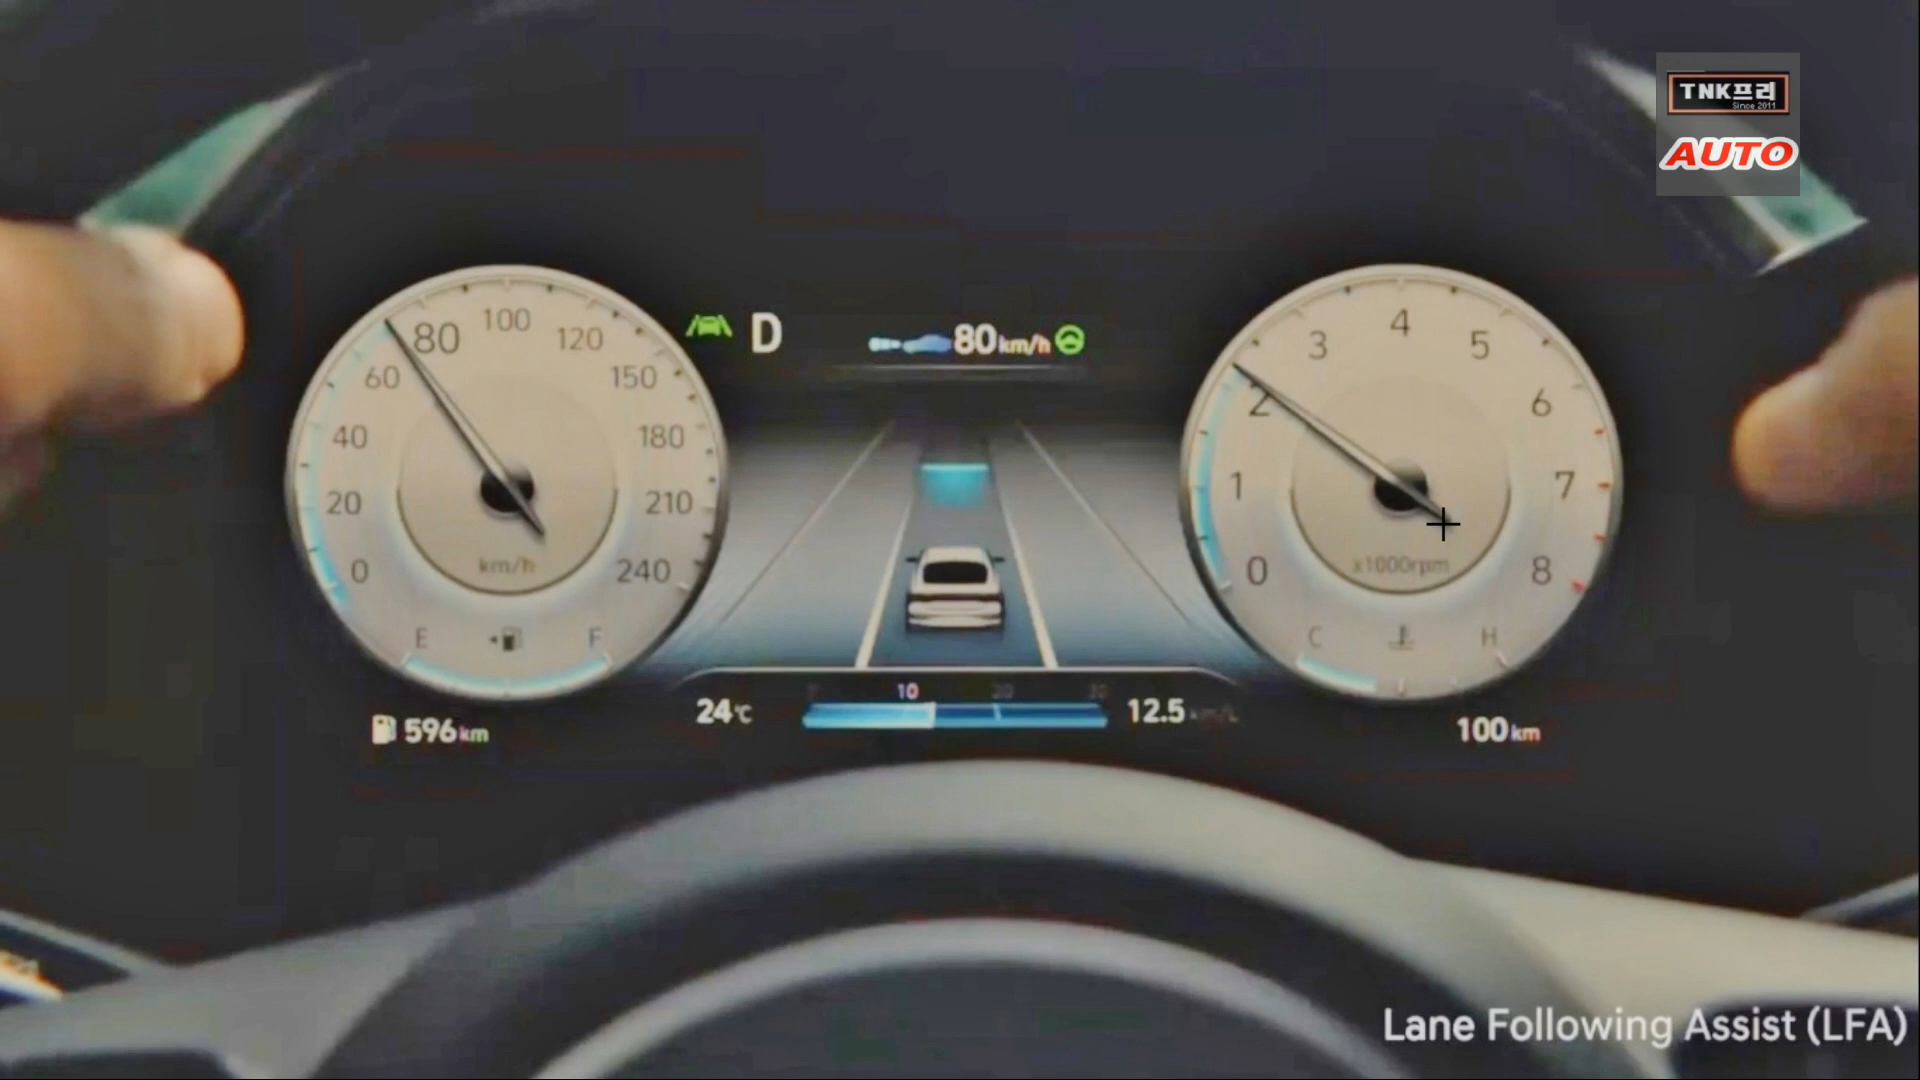 TNK프리
Since 2011
AUTO
D
80km/h
80
100
120
60
150
40
180
20
210
0
240
km/h
E
F
4
3
5
2
6
1
7
0
8
x1000rpm
C
H
10
20
30
24°C
12.5
596km
100km
Lane Following Assist (LFA)